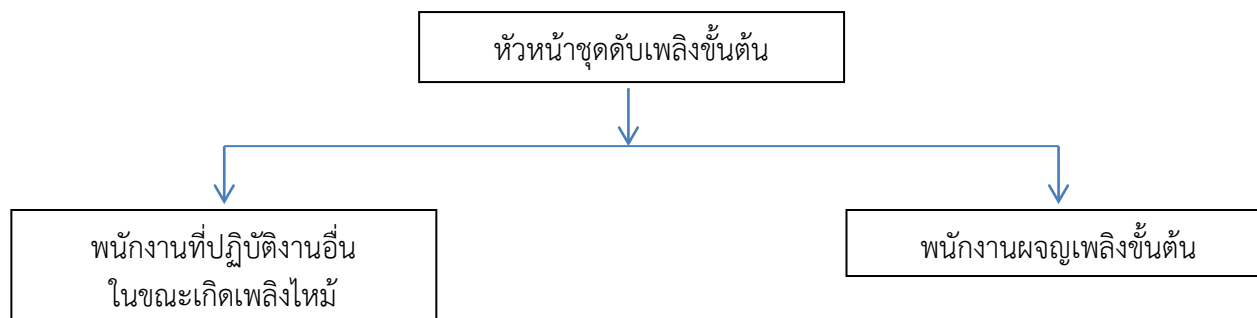 หัวหน้าชุดดับเพลิงขั้นต้น
พนักงานที่ปฏิบัติงานอื่น
ในขณะเกิดเพลิงไหม้
พนักงานผจญเพลิงขั้นต้น